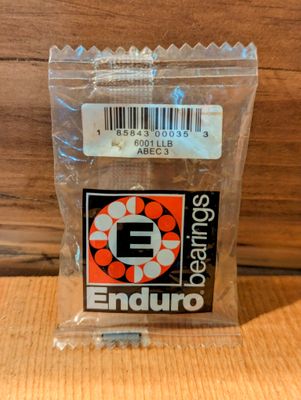 1 85843 00035 3
6001 LLB
ABEC 3
E
Enduro
bearings